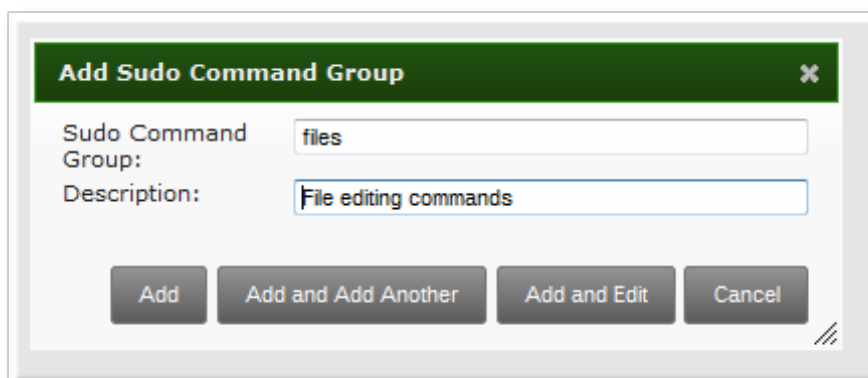 Add Sudo Command Group
Sudo Command
Group:
files
Description:
File editing commands
Add
Add and Add Another
Add and Edit
Cancel